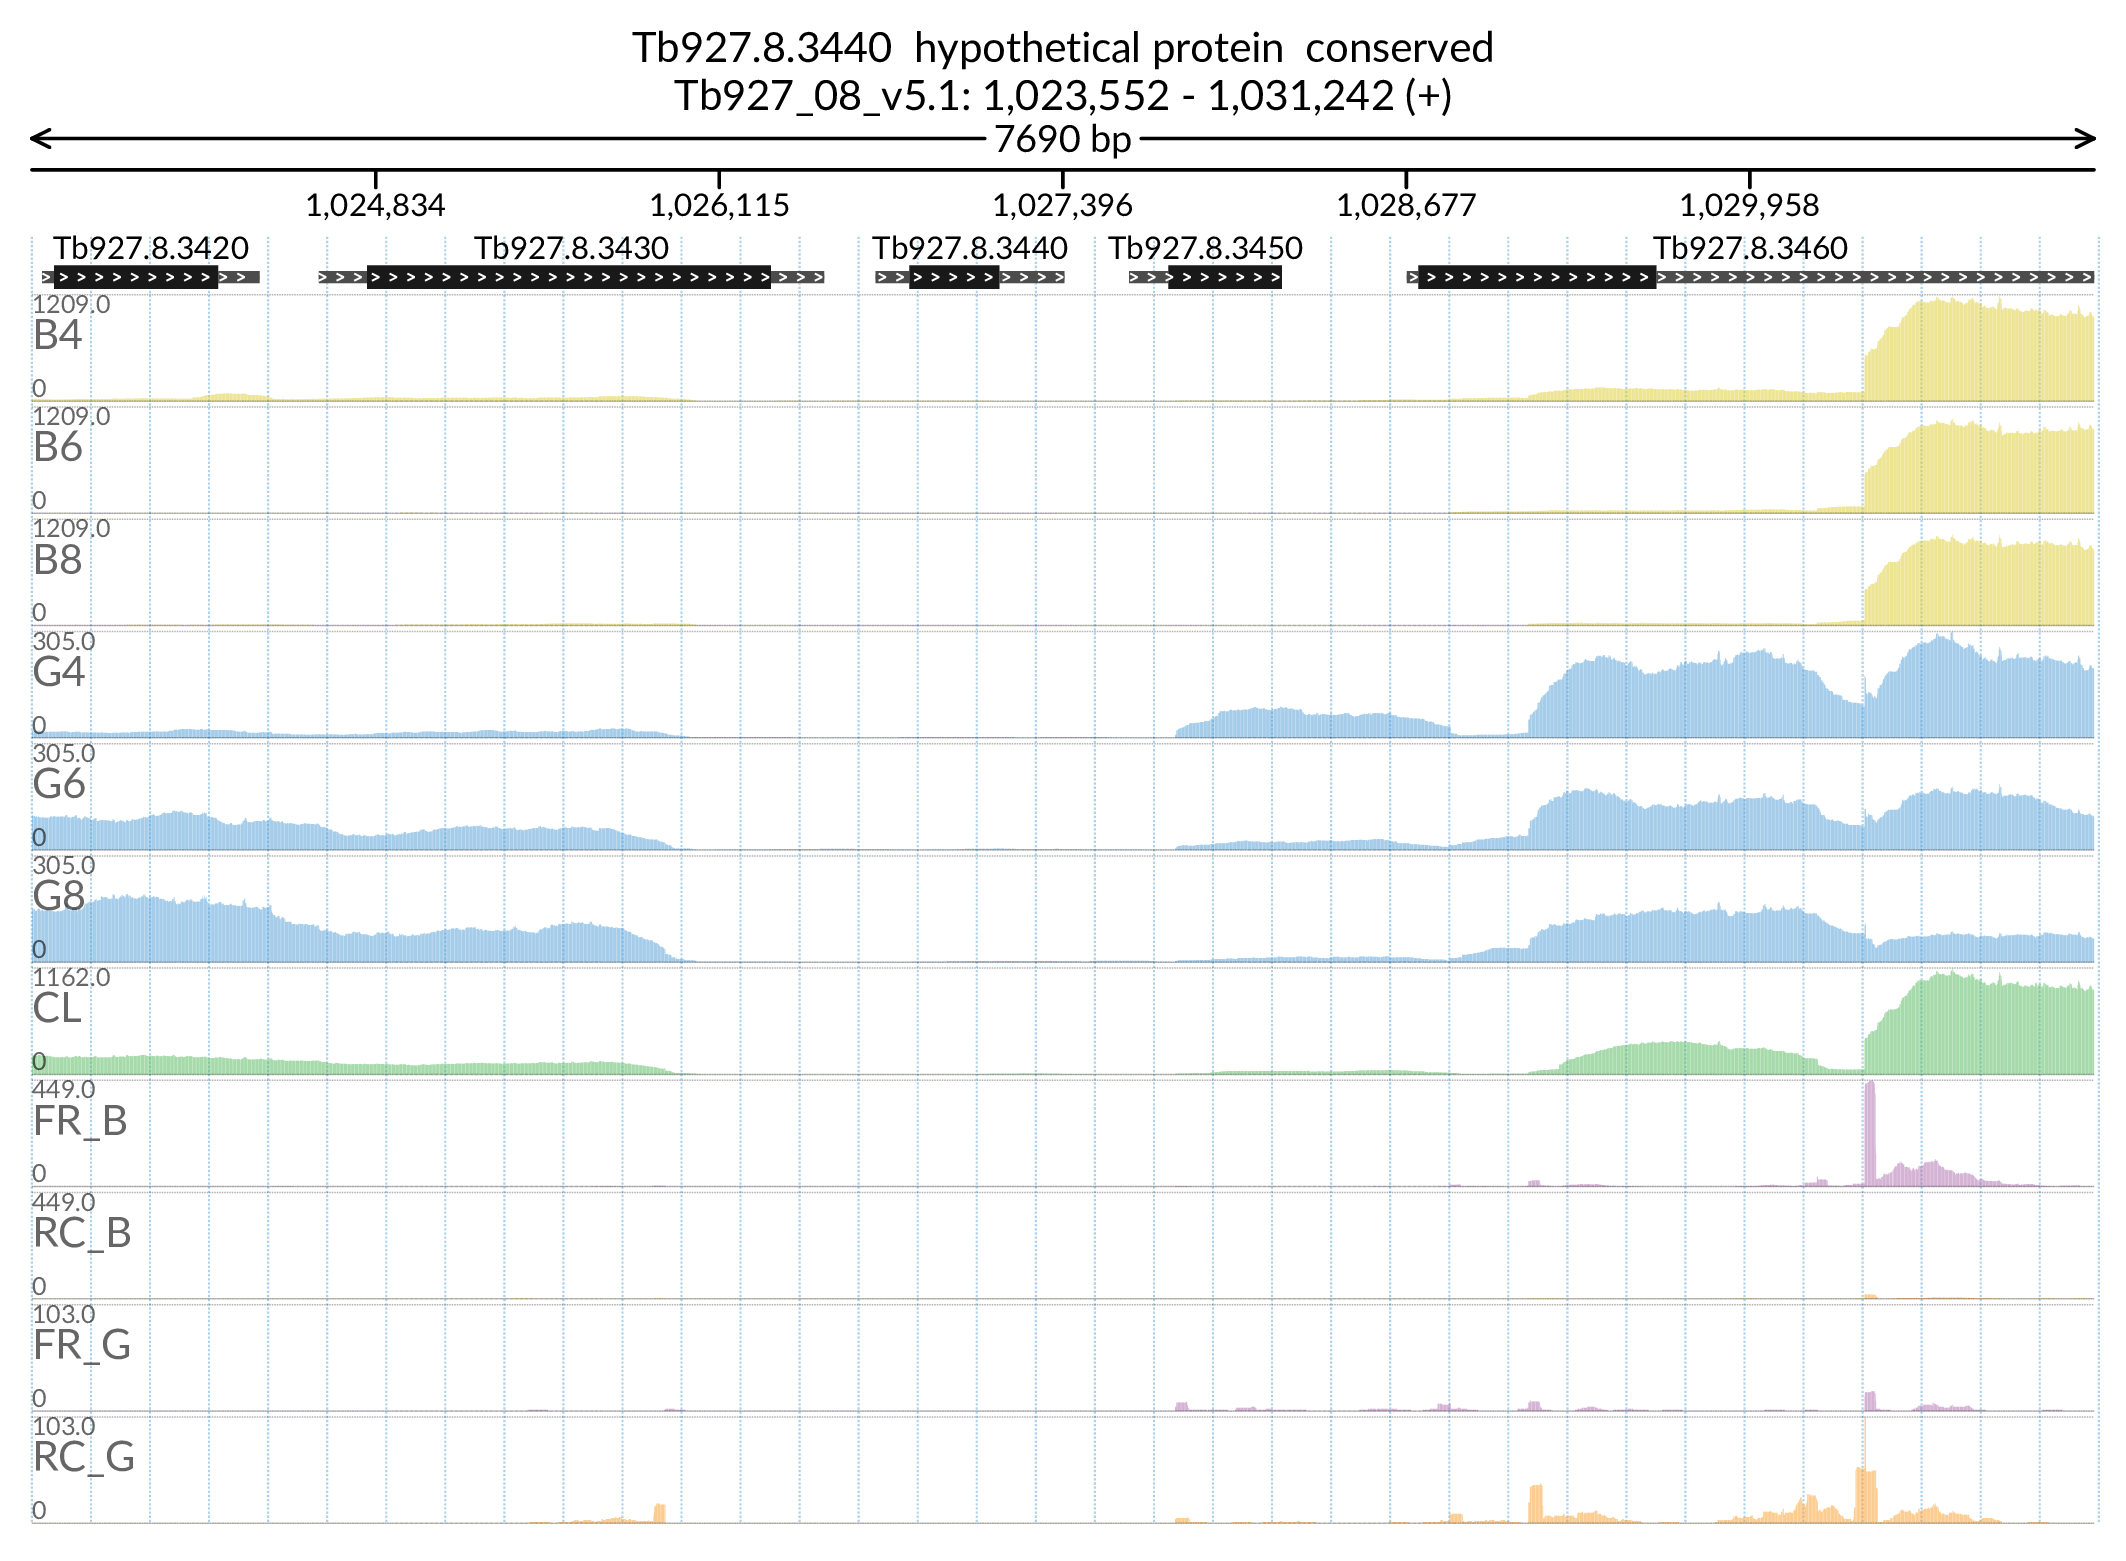 Tb927.8.3440 hypothetical protein conserved
Tb927_08_v5.1: 1,023,552 - 1,031,242 (+)
7690 bp
1,024,834 1,026,115 1,027,396 1,028,677 1,029,958
Tb927.8.3420 Tb927.8.3430 Tb927.8.3440 Tb927.8.3450 Tb927.8.3460
1209.0
B4
0
1209.0
B6
0
1209.0
B8
0
305.0
G4
0
305.0
G6
0
305.0
G8
0
1162.0
CL
0
449.0
FR_B
0
449.0
RC_B
0
103.0
FR_G
0
103.0
RC_G
0